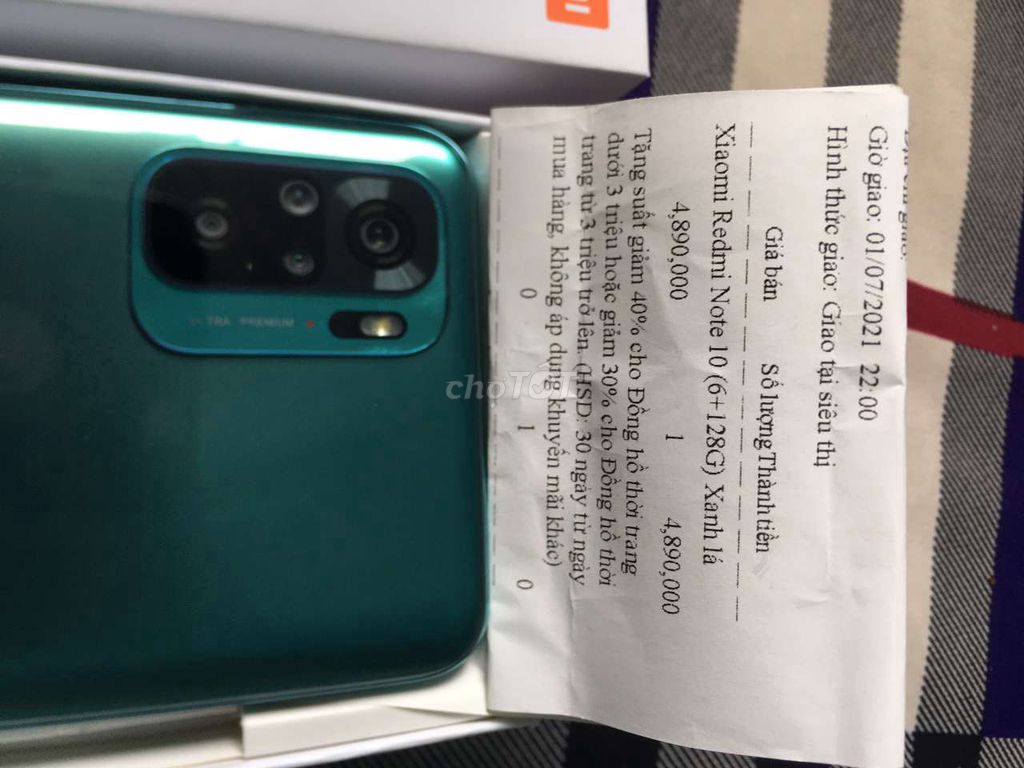 Giờ giao: 01/07/2021 22:00
Hình thức giao: Giao tại siêu thị
Giá bán Số lượng Thành tiền
Xiaomi Redmi Note 10 (6+128G) Xanh lá
4,890,000 1 4,890,000
Tặng suất giảm 40% cho Đồng hồ thời trang
dưới 3 triệu hoặc giảm 30% cho Đồng hồ thời
trang từ 3 triệu trở lên. (HSD: 30 ngày từ ngày
mua hàng, không áp dụng khuyến mãi khác)
0 1 0
ULTRA PREMIUM
choTỐT